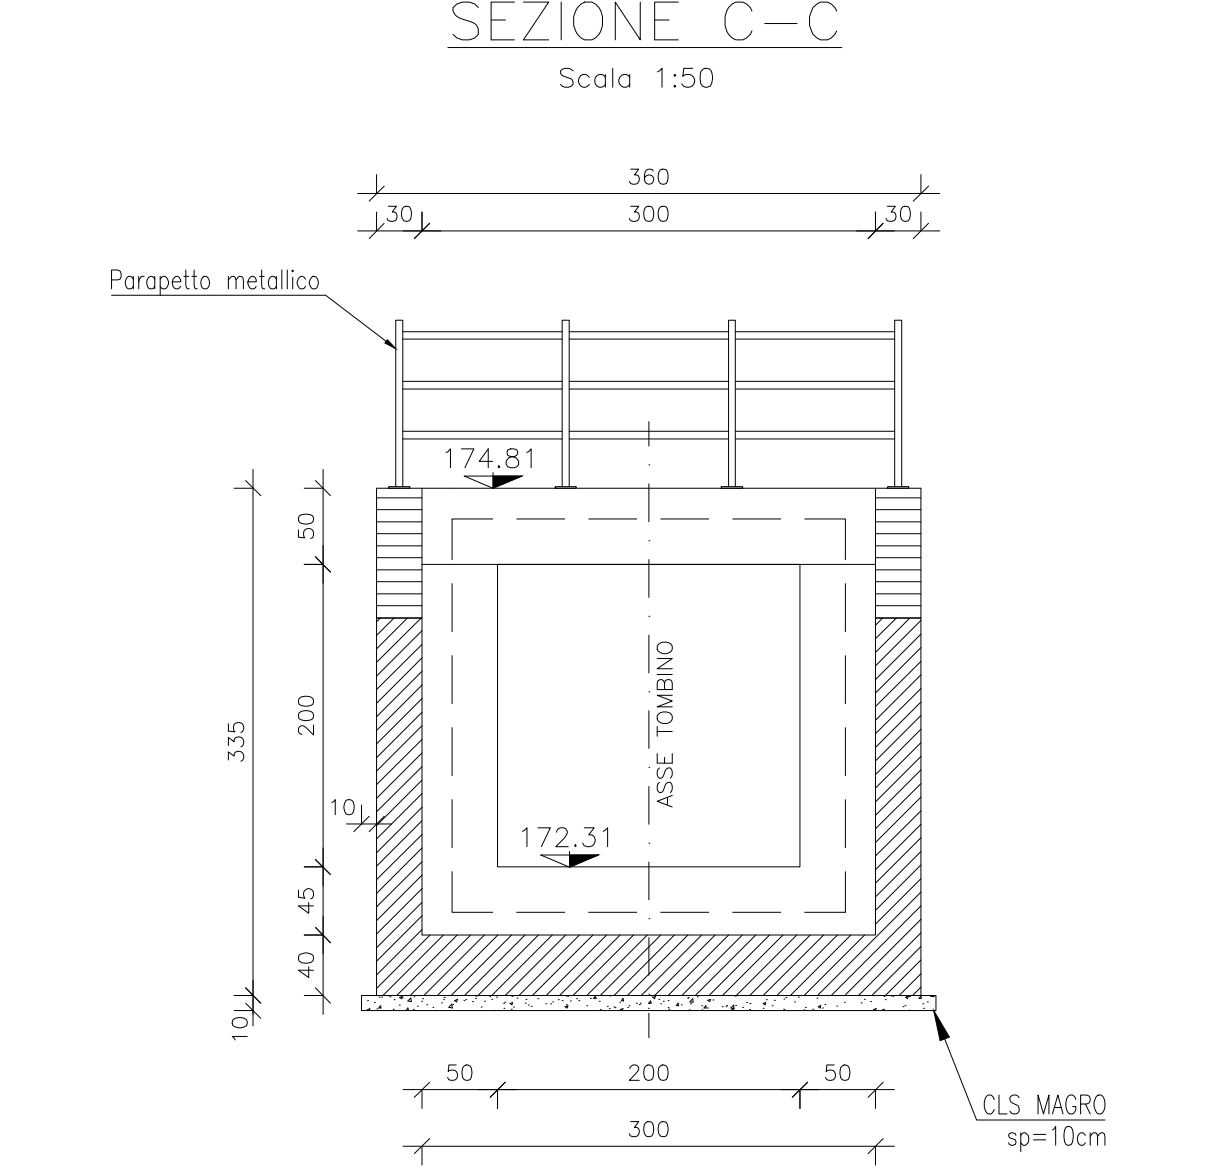 SEZIONE C-C
Scala 1:50
360
30 300 30
Parapetto metallico
174.81
50
200
335
ASSE TOMBINO
10
172.31
45
40
10
50 200 50
CLS MAGRO
300
sp=10cm